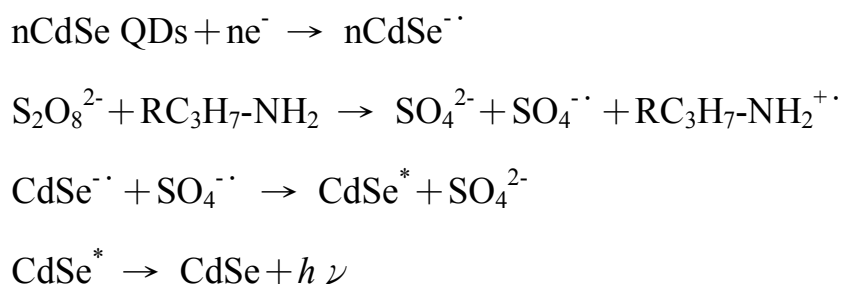 nCdSe QDs + ne⁻ → nCdSe⁻·
S₂O₈²⁻ + RC₃H₇-NH₂ → SO₄²⁻ + SO₄⁻· + RC₃H₇-NH₂⁺·
CdSe⁻· + SO₄⁻· → CdSe* + SO₄²⁻
CdSe* → CdSe + hν